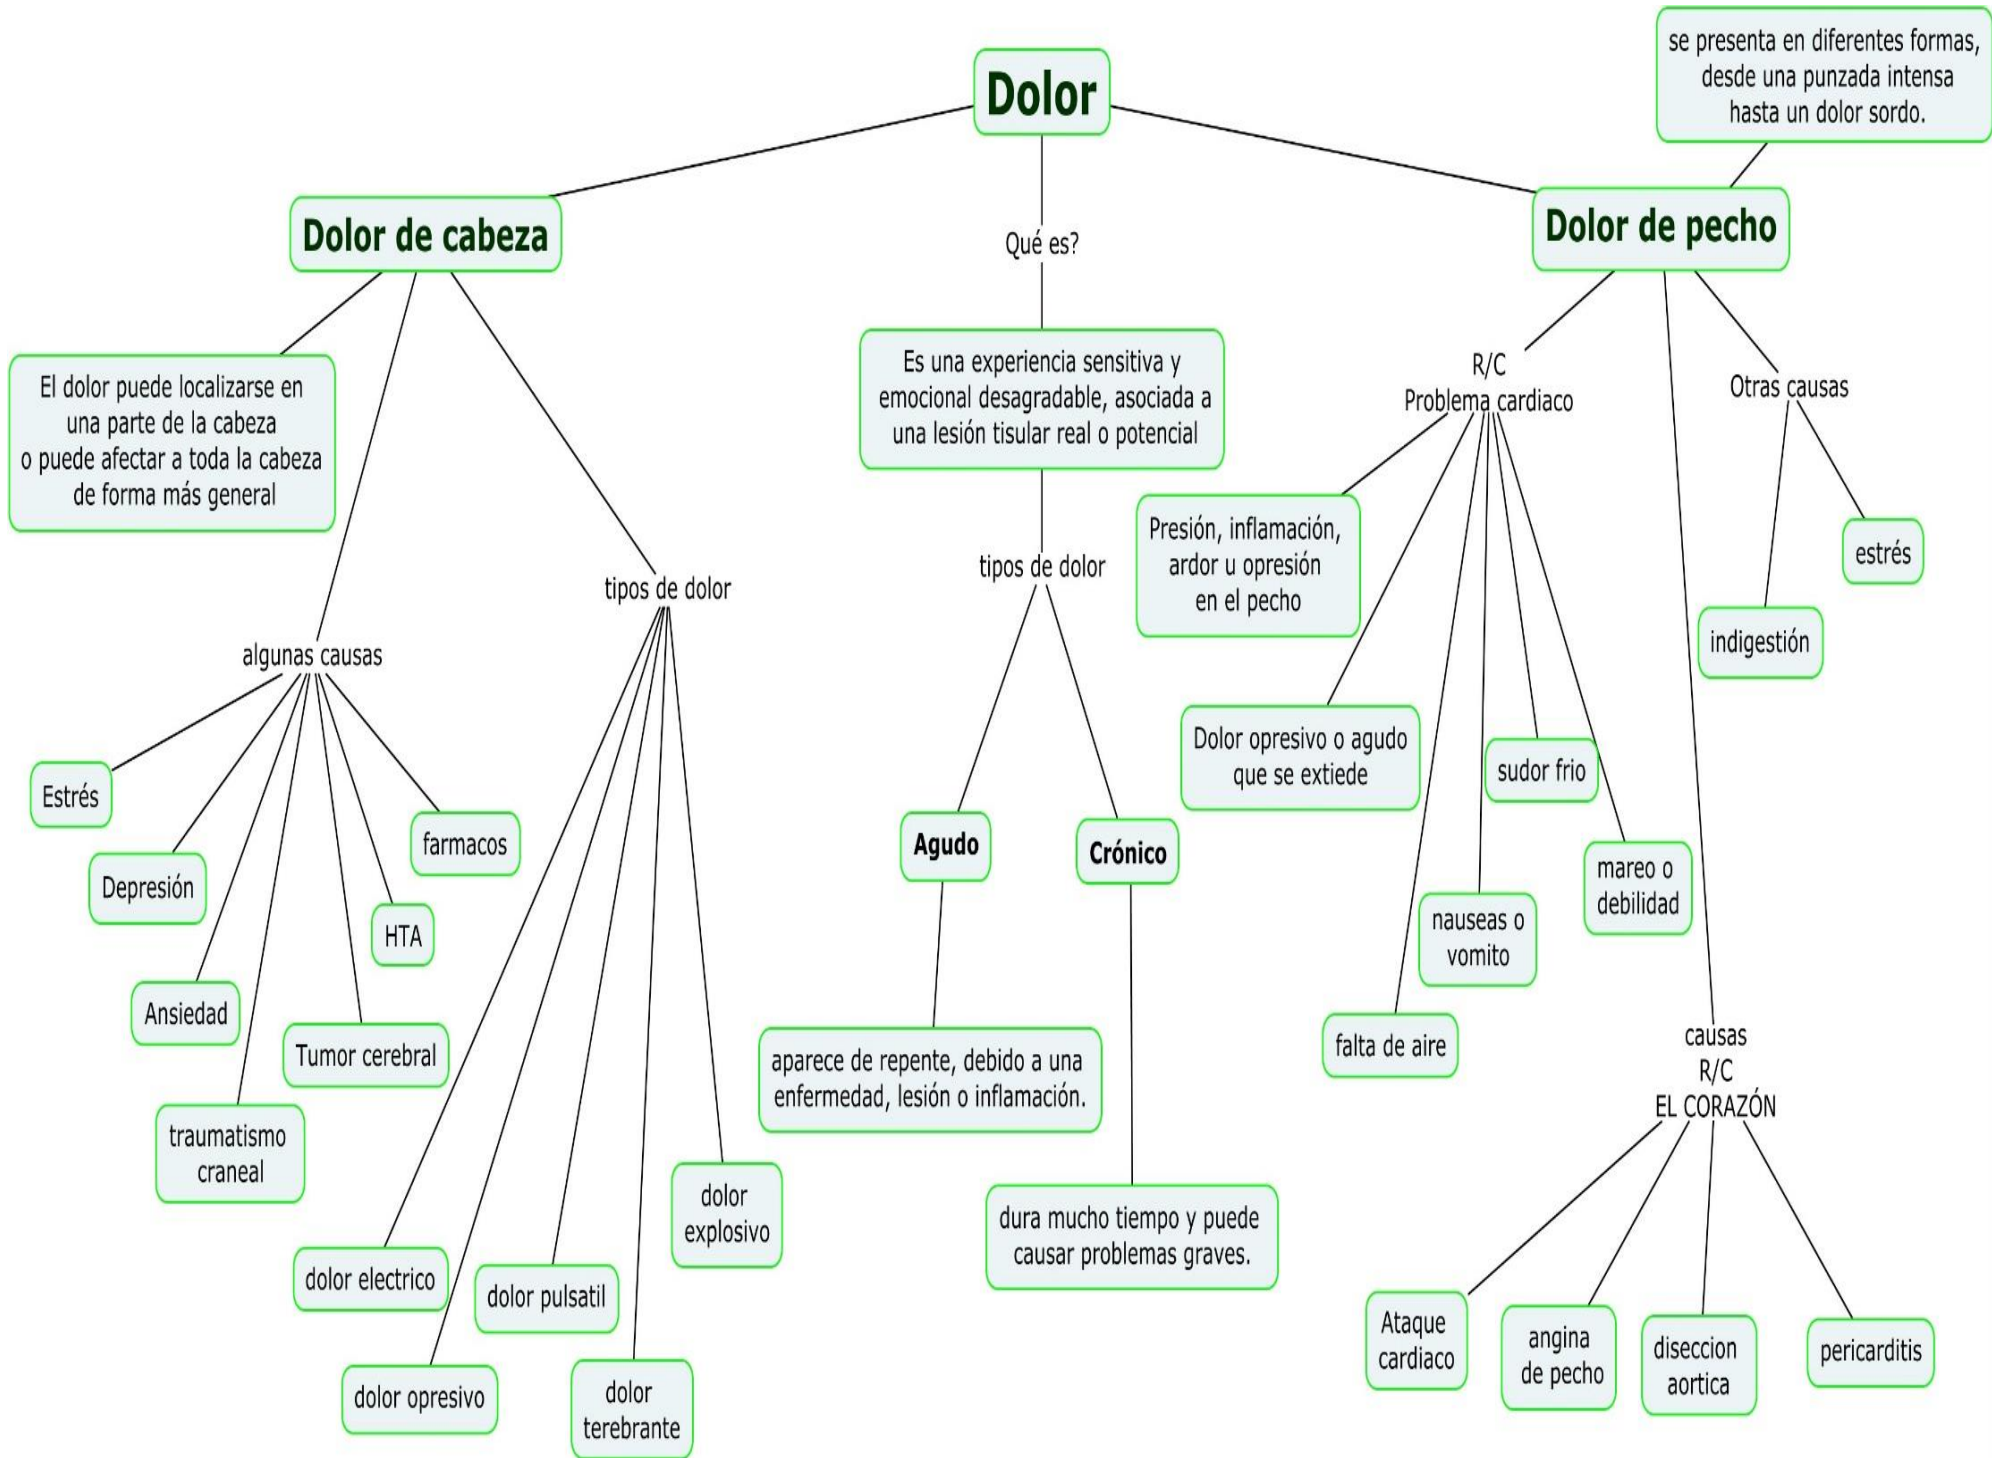 Dolor
se presenta en diferentes formas,
desde una punzada intensa
hasta un dolor sordo.
Dolor de cabeza
Qué es?
Dolor de pecho
El dolor puede localizarse en
una parte de la cabeza
o puede afectar a toda la cabeza
de forma más general
algunas causas
Estrés
Depresión
Ansiedad
traumatismo
craneal
Tumor cerebral
HTA
farmacos
tipos de dolor
dolor electrico
dolor opresivo
dolor pulsatil
dolor
terebrante
dolor
explosivo
Es una experiencia sensitiva y
emocional desagradable, asociada a
una lesión tisular real o potencial
tipos de dolor
Agudo
aparece de repente, debido a una
enfermedad, lesión o inflamación.
Crónico
dura mucho tiempo y puede
causar problemas graves.
R/C
Problema cardiaco
Presión, inflamación,
ardor u opresión
en el pecho
Dolor opresivo o agudo
que se extiede
falta de aire
nauseas o
vomito
sudor frio
mareo o
debilidad
Otras causas
indigestión
estrés
causas
R/C
EL CORAZÓN
Ataque
cardiaco
angina
de pecho
diseccion
aortica
pericarditis